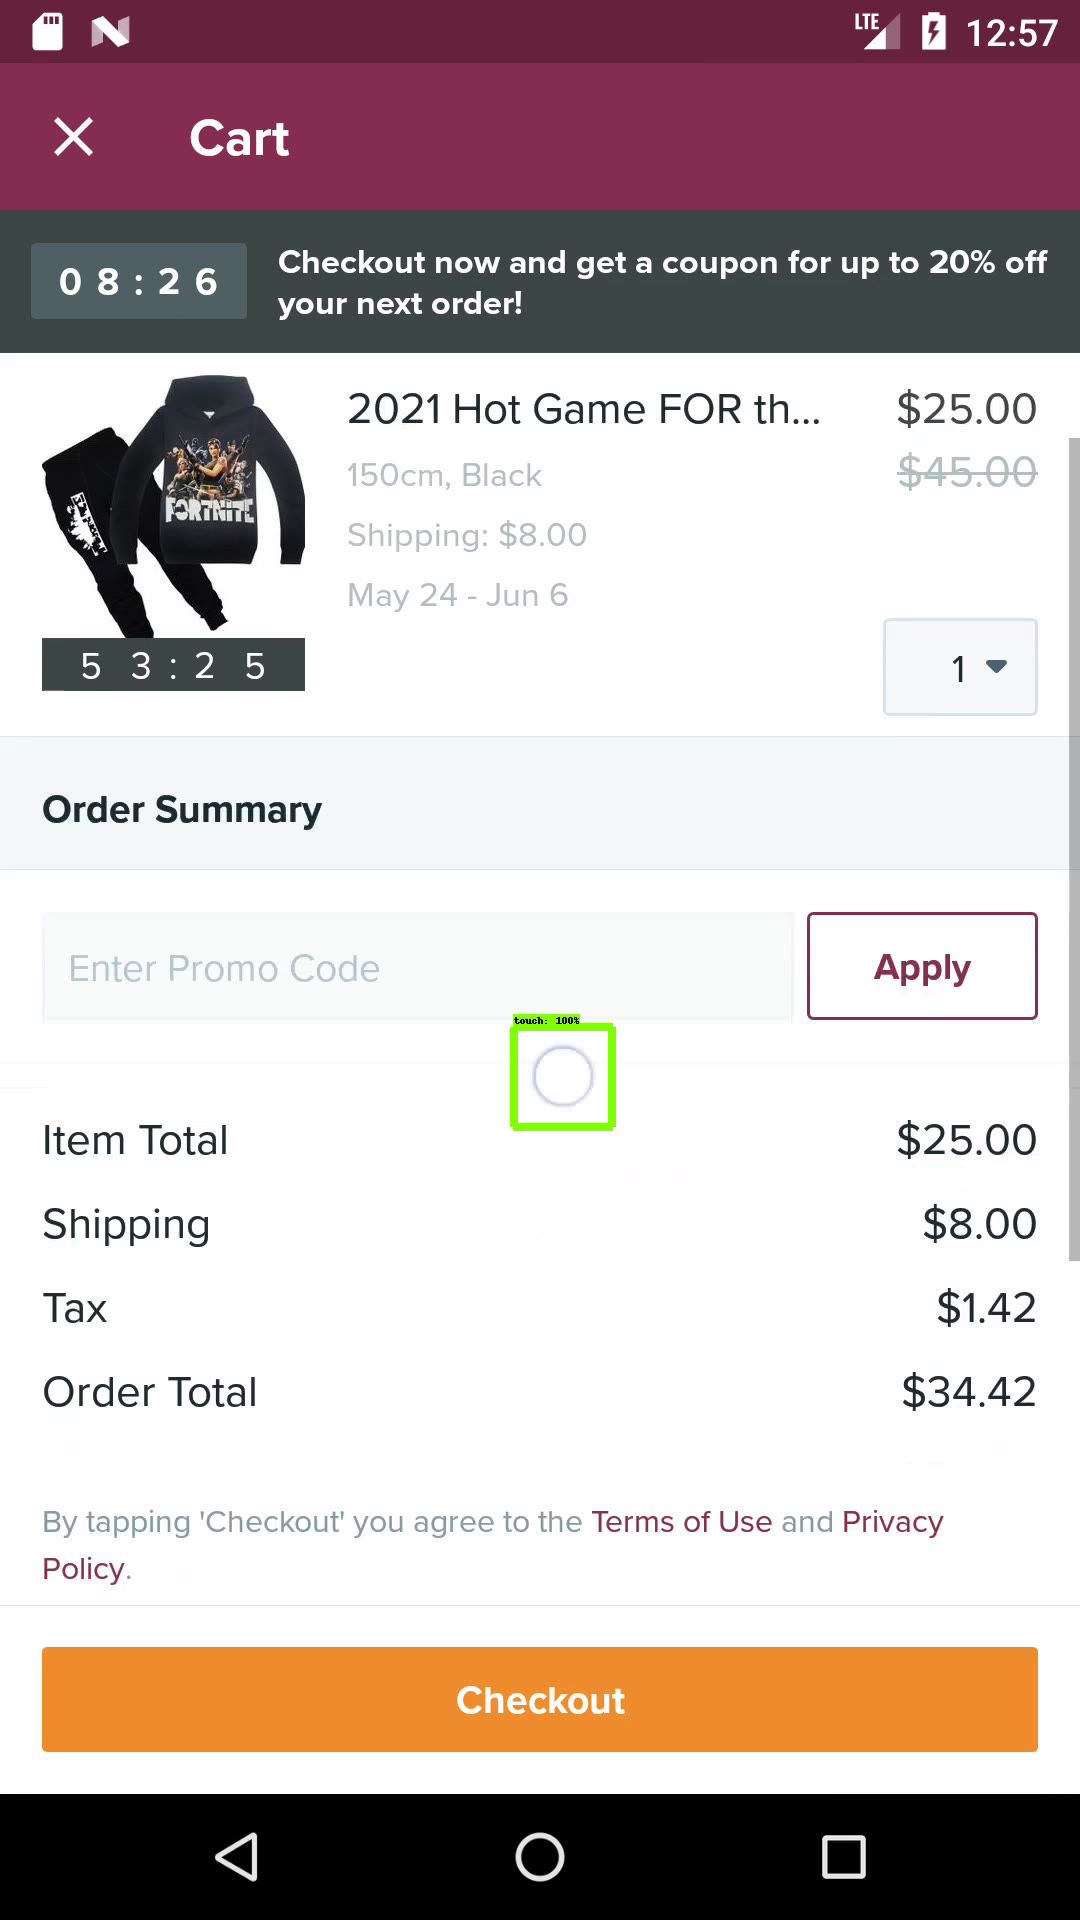 LTE 12:57
Cart
08:26
Checkout now and get a coupon for up to 20% off
your next order!
2021 Hot Game FOR th... $25.00
150cm, Black $45.00
Shipping: $8.00
May 24 - Jun 6
FORTNITE
53:25
1
Order Summary
Enter Promo Code Apply
touch: 100%
Item Total $25.00
Shipping $8.00
Tax $1.42
Order Total $34.42
By tapping 'Checkout' you agree to the Terms of Use and Privacy
Policy.
Checkout